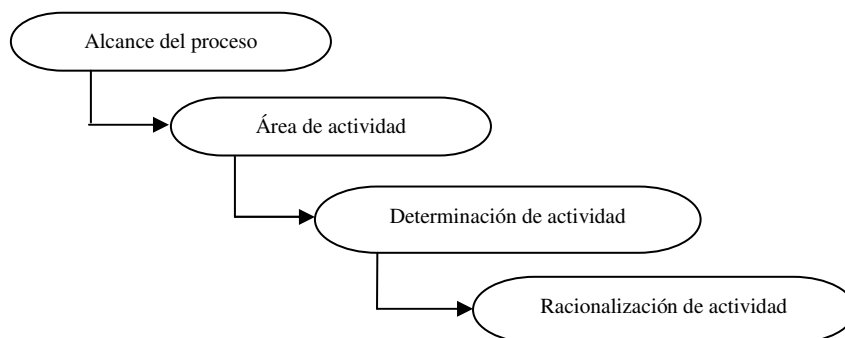 Alcance del proceso
Área de actividad
Determinación de actividad
Racionalización de actividad